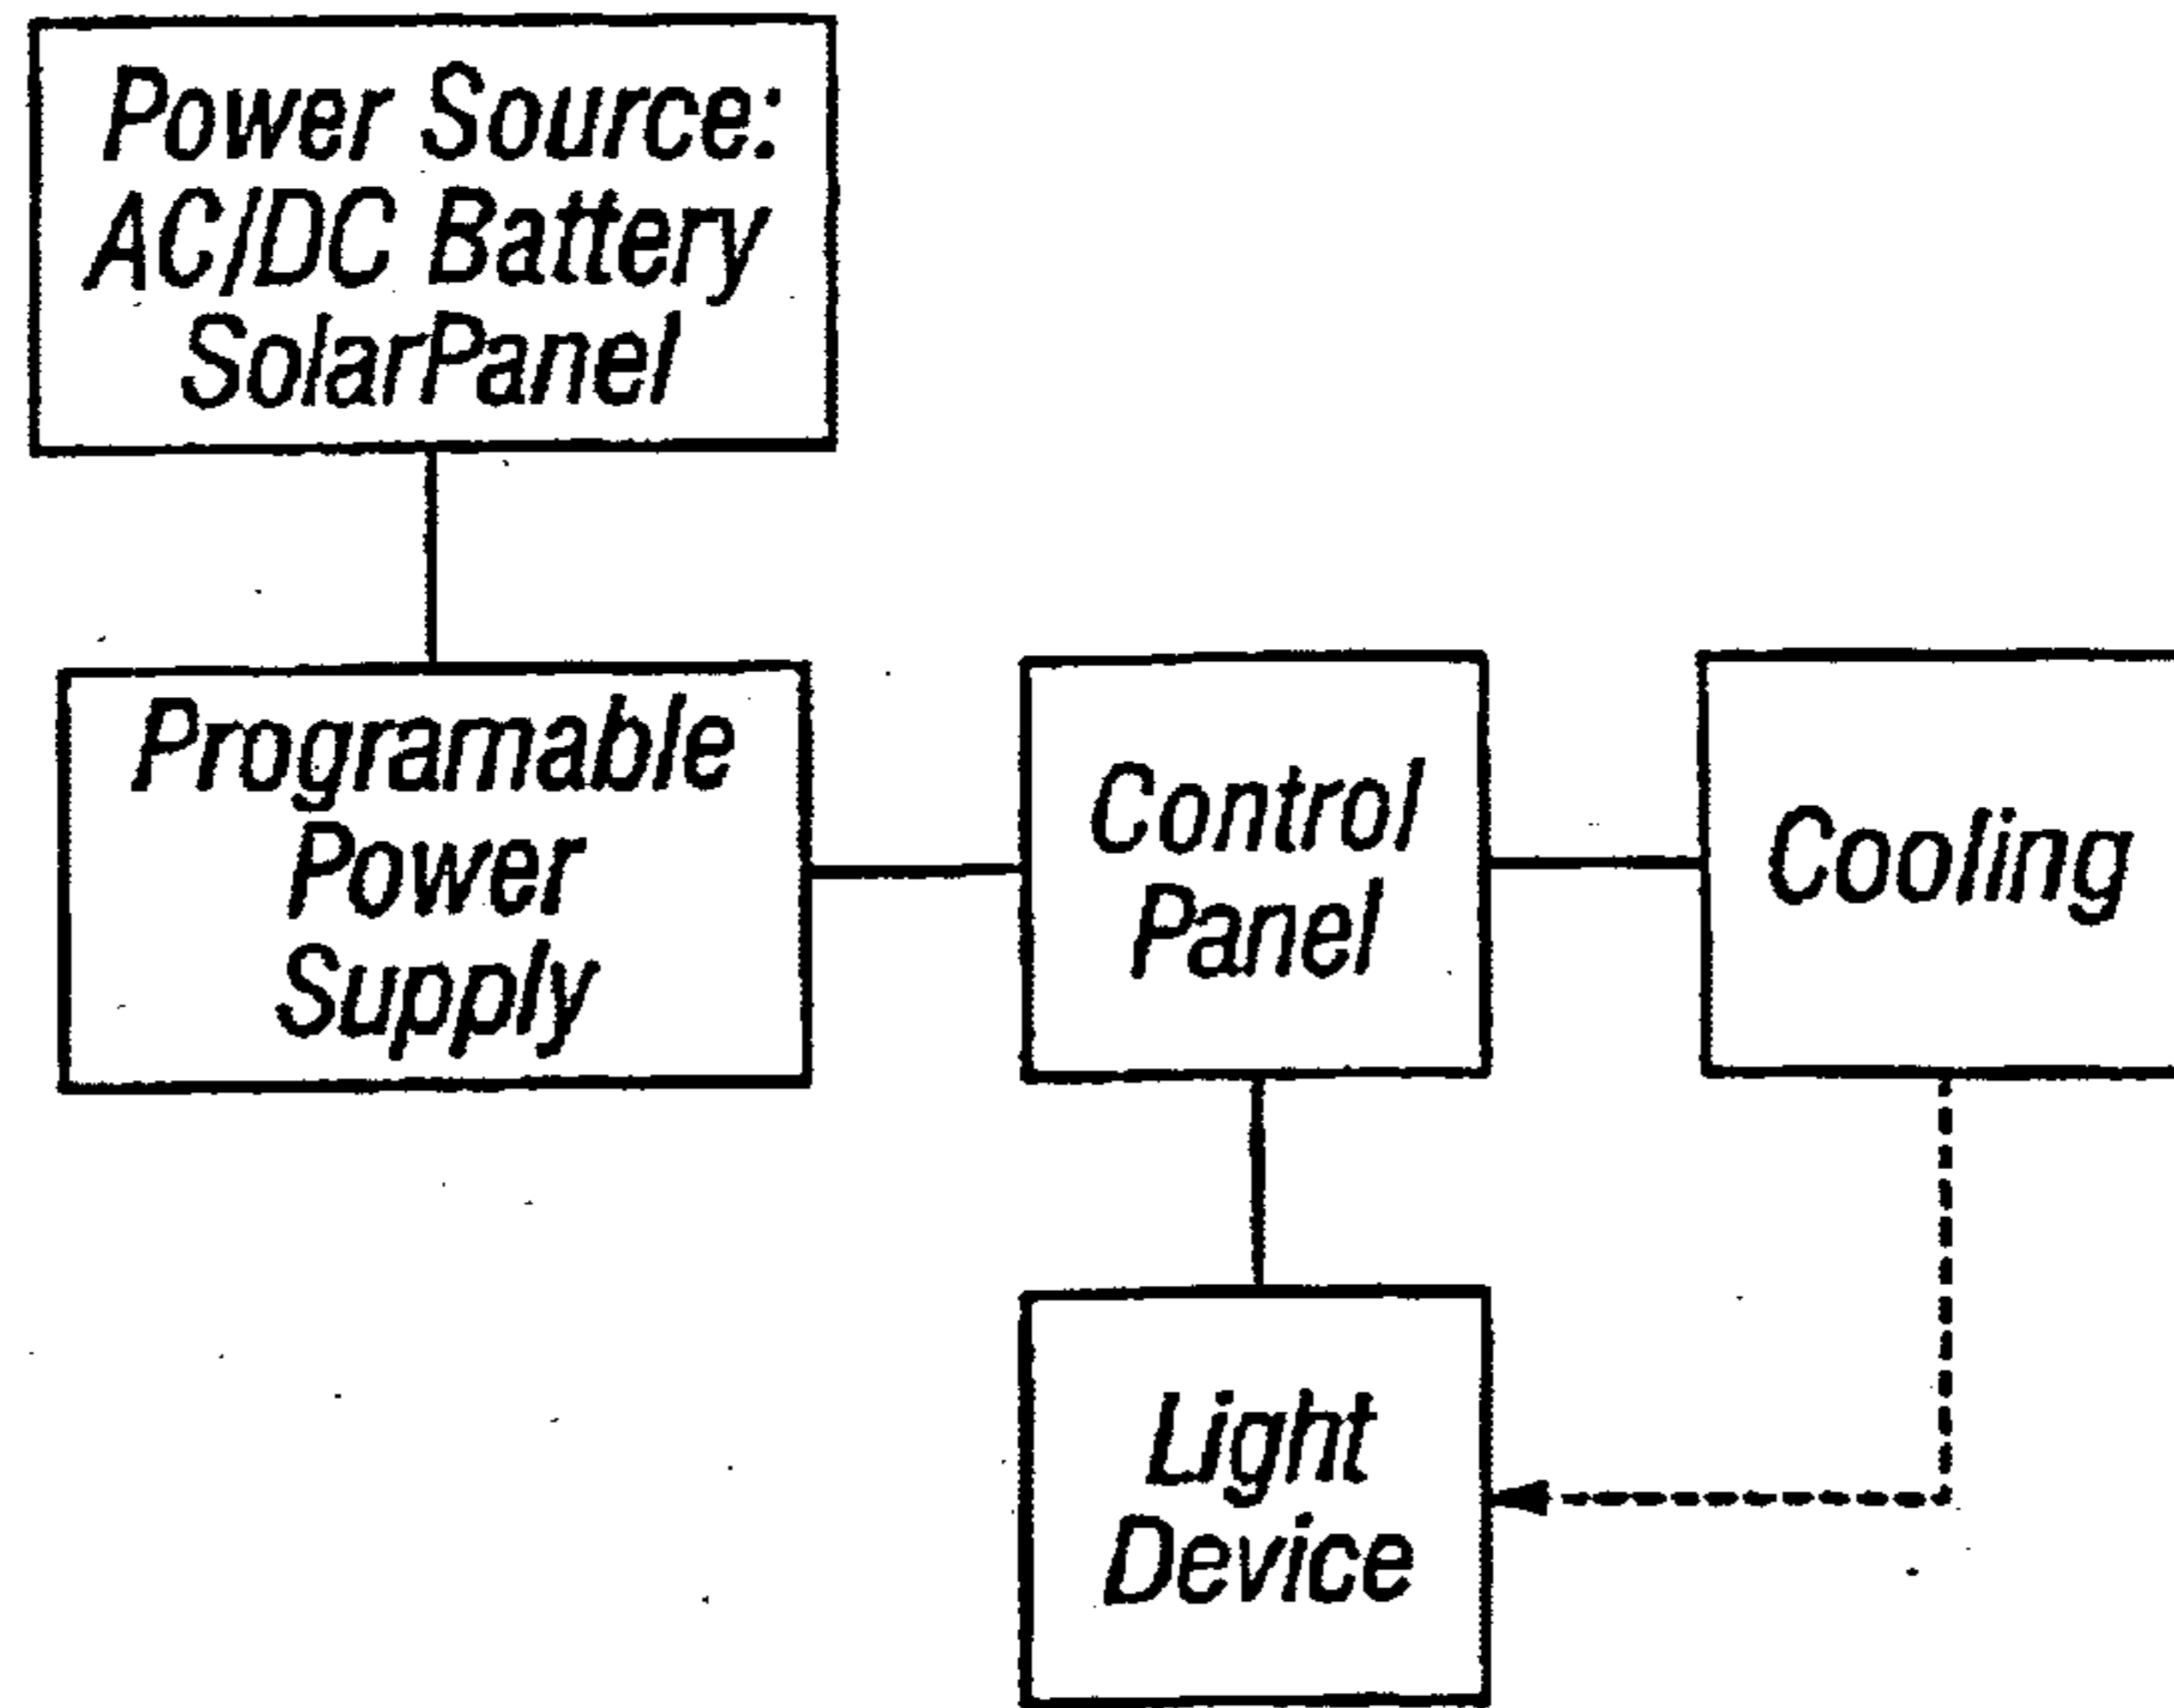 Power Source:
AC/DC Battery
SolarPanel
Programable
Power
Supply
Control
Panel
Cooling
Light
Device